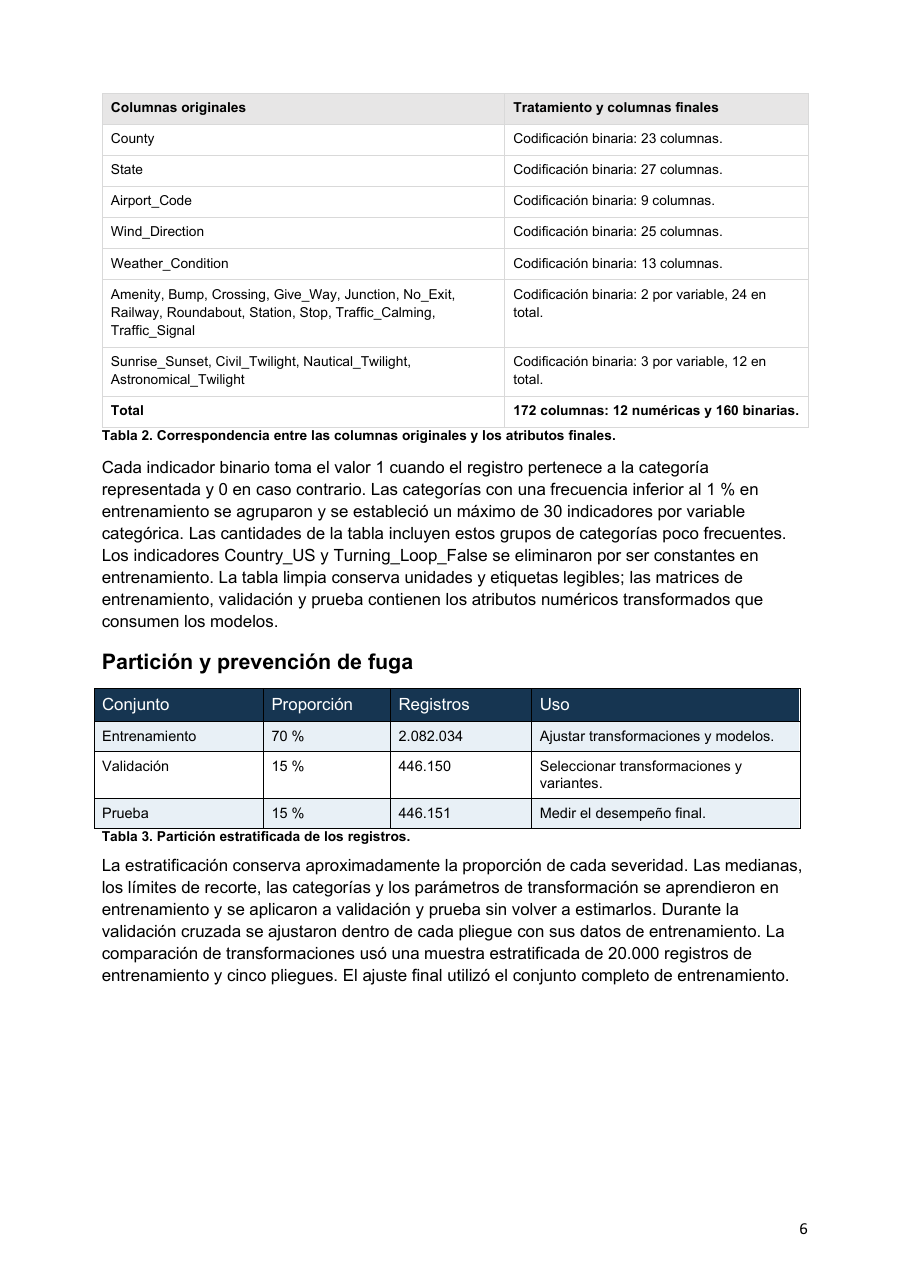 Columnas originales Tratamiento y columnas finales
County Codificación binaria: 23 columnas.
State Codificación binaria: 27 columnas.
Airport_Code Codificación binaria: 9 columnas.
Wind_Direction Codificación binaria: 25 columnas.
Weather_Condition Codificación binaria: 13 columnas.
Amenity, Bump, Crossing, Give_Way, Junction, No_Exit, Codificación binaria: 2 por variable, 24 en
Railway, Roundabout, Station, Stop, Traffic_Calming, total.
Traffic_Signal
Sunrise_Sunset, Civil_Twilight, Nautical_Twilight, Codificación binaria: 3 por variable, 12 en
Astronomical_Twilight total.
Total 172 columnas: 12 numéricas y 160 binarias.
Tabla 2. Correspondencia entre las columnas originales y los atributos finales.
Cada indicador binario toma el valor 1 cuando el registro pertenece a la categoría
representada y 0 en caso contrario. Las categorías con una frecuencia inferior al 1 % en
entrenamiento se agruparon y se estableció un máximo de 30 indicadores por variable
categórica. Las cantidades de la tabla incluyen estos grupos de categorías poco frecuentes.
Los indicadores Country_US y Turning_Loop_False se eliminaron por ser constantes en
entrenamiento. La tabla limpia conserva unidades y etiquetas legibles; las matrices de
entrenamiento, validación y prueba contienen los atributos numéricos transformados que
consumen los modelos.
Partición y prevención de fuga
Conjunto Proporción Registros Uso
Entrenamiento 70 % 2.082.034 Ajustar transformaciones y modelos.
Validación 15 % 446.150 Seleccionar transformaciones y
variantes.
Prueba 15 % 446.151 Medir el desempeño final.
Tabla 3. Partición estratificada de los registros.
La estratificación conserva aproximadamente la proporción de cada severidad. Las medianas,
los límites de recorte, las categorías y los parámetros de transformación se aprendieron en
entrenamiento y se aplicaron a validación y prueba sin volver a estimarlos. Durante la
validación cruzada se ajustaron dentro de cada pliegue con sus datos de entrenamiento. La
comparación de transformaciones usó una muestra estratificada de 20.000 registros de
entrenamiento y cinco pliegues. El ajuste final utilizó el conjunto completo de entrenamiento.
6